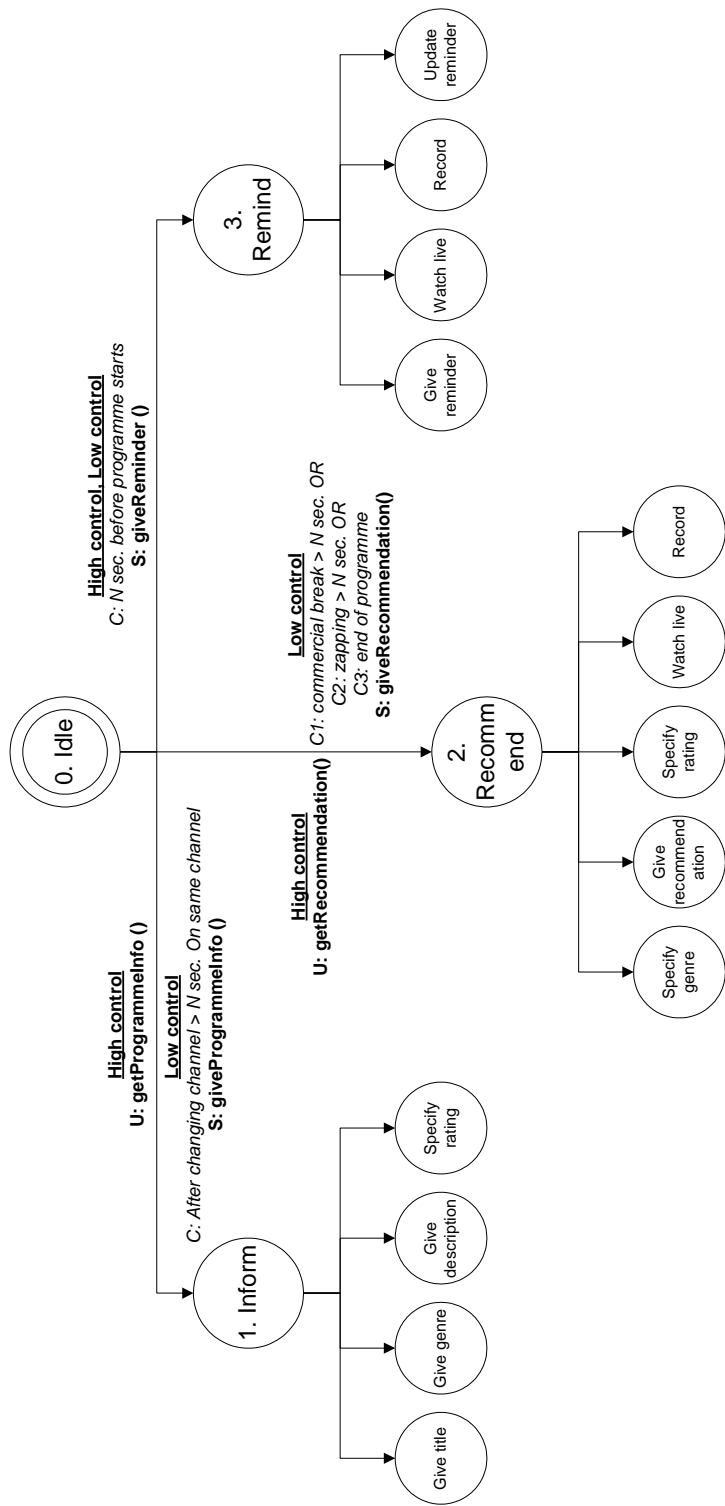 0. Idle
High control
U: getProgrammeInfo ()
Low control
C: After changing channel > N sec. On same channel
S: giveProgrammeInfo ()
High control
U: getRecommendation()
Low control
C1: commercial break > N sec. OR
C2: zapping > N sec. OR
C3: end of programme
S: giveRecommendation()
High control, Low control
C: N sec. before programme starts
S: giveReminder ()
1. Inform
Give title
Give genre
Give
description
Specify
rating
2.
Recomm
end
Specify
genre
Give
recommend
ation
Specify
rating
Watch live
Record
3.
Remind
Give
reminder
Watch live
Record
Update
reminder